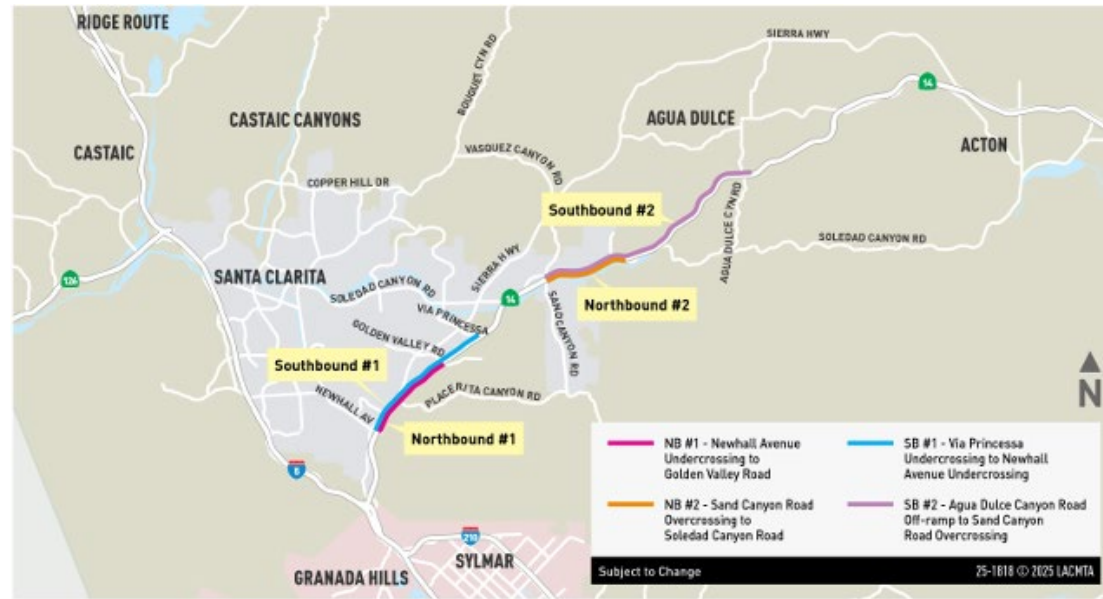 RIDGE ROUTE
SIERRA HWY
BOUQUET CYN RD
14
CASTAIC CANYONS
AGUA DULCE
CASTAIC
VASQUEZ CANYON RD
ACTON
COPPER HILL DR
Southbound #2
AGUA DULCE CYN RD
SOLEDAD CANYON RD
126
SANTA CLARITA
SIERRA HWY
SOLEDAD CANYON RD
14
Northbound #2
VIA PRINCESSA
SAND CANYON RD
GOLDEN VALLEY RD
Southbound #1
NEWHALL AV
PLACERITA CANYON RD
Northbound #1
N
5
210
SYLMAR
GRANADA HILLS
NB #1 - Newhall Avenue
Undercrossing to
Golden Valley Road
SB #1 - Via Princessa
Undercrossing to Newhall
Avenue Undercrossing
NB #2 - Sand Canyon Road
Overcrossing to
Soledad Canyon Road
SB #2 - Agua Dulce Canyon Road
Off-ramp to Sand Canyon
Road Overcrossing
Subject to Change
25-1818 © 2025 LACMTA